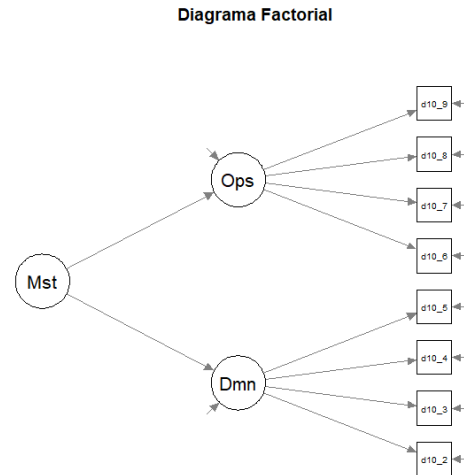 Diagrama Factorial
d10_9
d10_8
Ops
d10_7
d10_6
Mst
d10_5
d10_4
Dmn
d10_3
d10_2